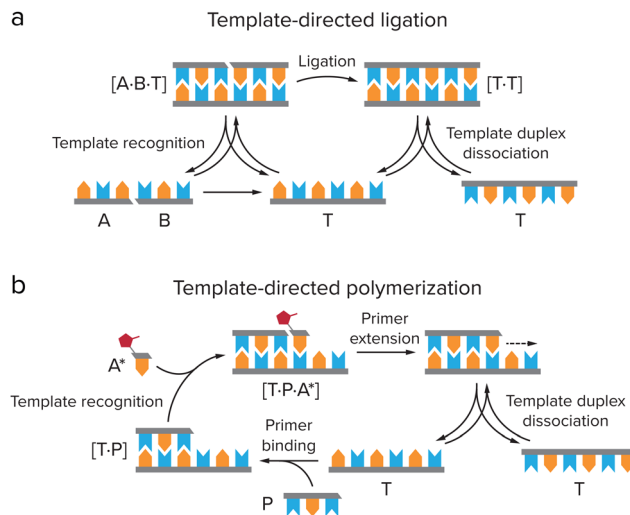 a
Template-directed ligation
[A·B·T]
Ligation
[T·T]
Template recognition
Template duplex
dissociation
A
B
T
T
b
Template-directed polymerization
A*
[T·P·A*]
Primer
extension
Template recognition
[T·P]
Primer
binding
Template duplex
dissociation
P
T
T